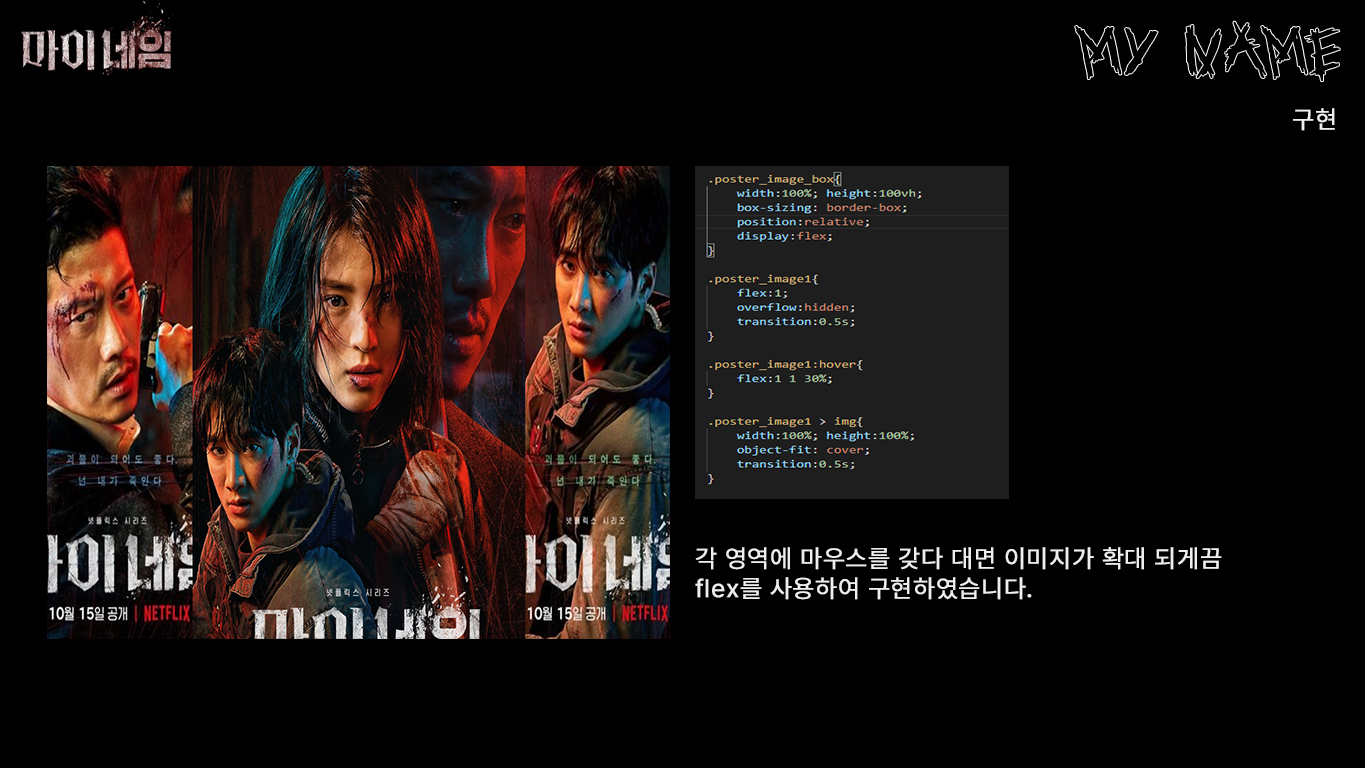 마이네임
MY NAME
구현
괴물이 되어도 좋다.
넌 내가 죽인다
넷플릭스 시리즈
마이네임
10월 15일 공개 | NETFLIX
넷플릭스 시리즈
마이네임
괴물이 되어도 좋다.
넌 내가 죽인다
넷플릭스 시리즈
마이네임
10월 15일 공개 | NETFLIX
.poster_image_box{
width:100%; height:100vh;
box-sizing: border-box;
position:relative;
display:flex;
}
.poster_image1{
flex:1;
overflow:hidden;
transition:0.5s;
}
.poster_image1:hover{
flex:1 1 30%;
}
.poster_image1 > img{
width:100%; height:100%;
object-fit: cover;
transition:0.5s;
}
각 영역에 마우스를 갖다 대면 이미지가 확대 되게끔
flex를 사용하여 구현하였습니다.